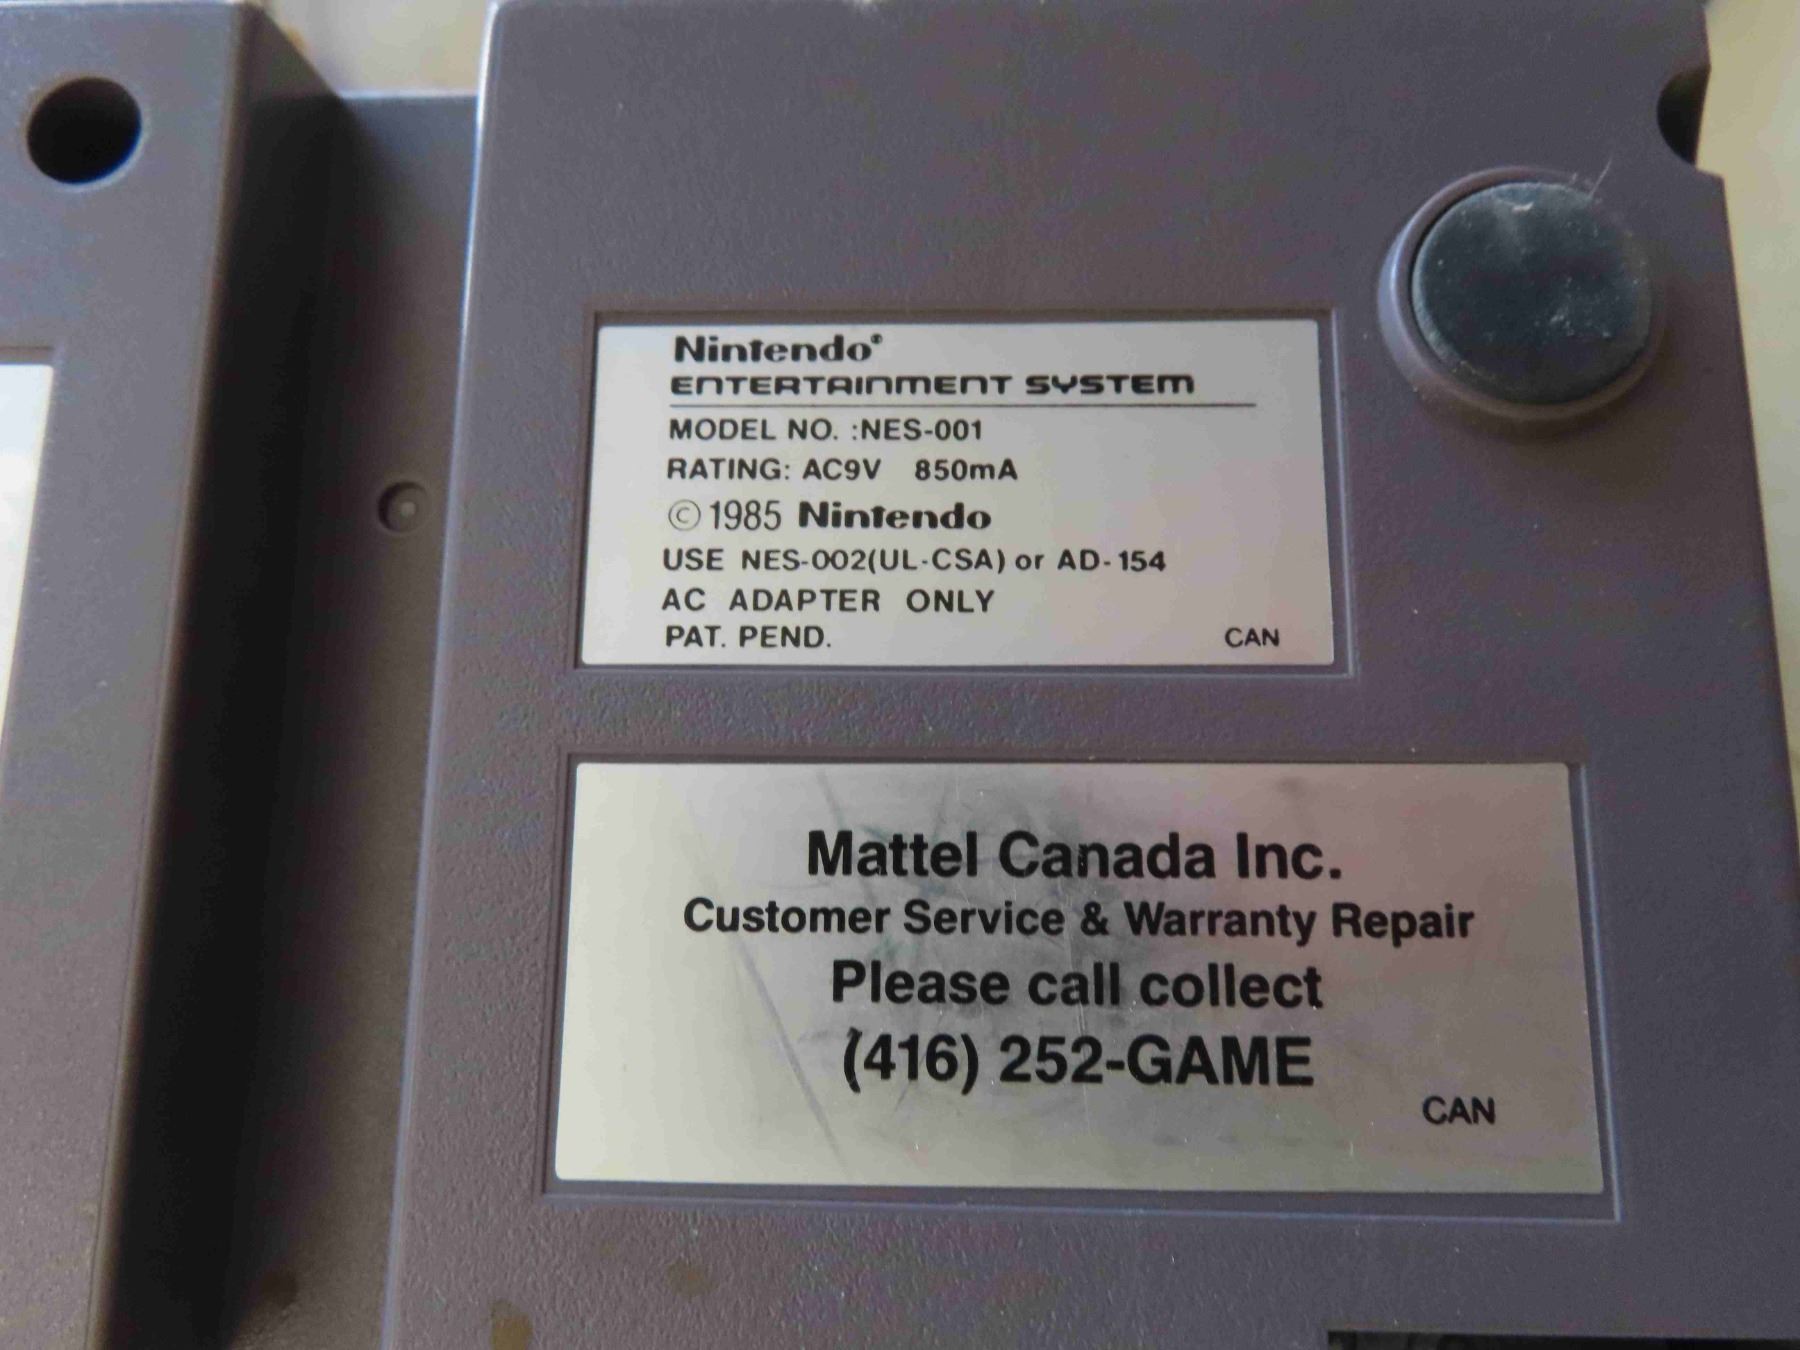 Nintendo®
ENTERTAINMENT SYSTEM
MODEL NO. :NES-001
RATING: AC9V 850mA
©1985 Nintendo
USE NES-002(UL-CSA) or AD-154
AC ADAPTER ONLY
PAT. PEND. CAN
Mattel Canada Inc.
Customer Service & Warranty Repair
Please call collect
(416) 252-GAME
CAN